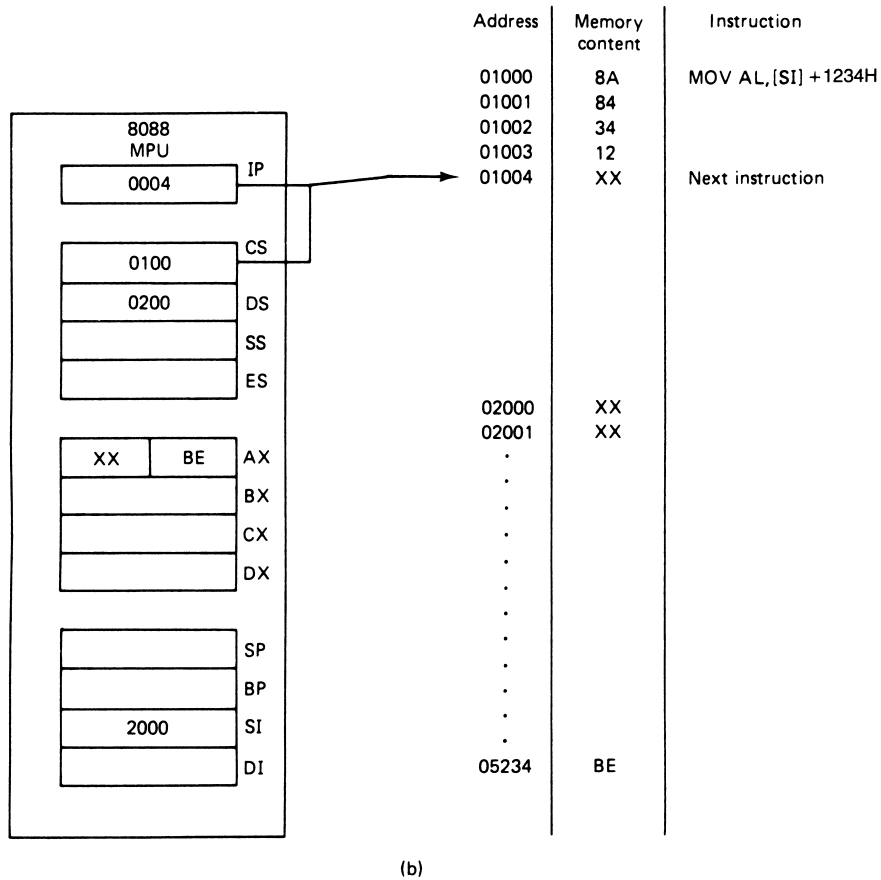 Address Memory content Instruction
01000 8A MOV AL,[SI] +1234H
01001 84
01002 34
01003 12
01004 XX Next instruction
02000 XX
02001 XX
05234 BE
8088
MPU
0004 IP
0100 CS
0200 DS
SS
ES
XX BE AX
BX
CX
DX
SP
BP
2000 SI
DI
(b)